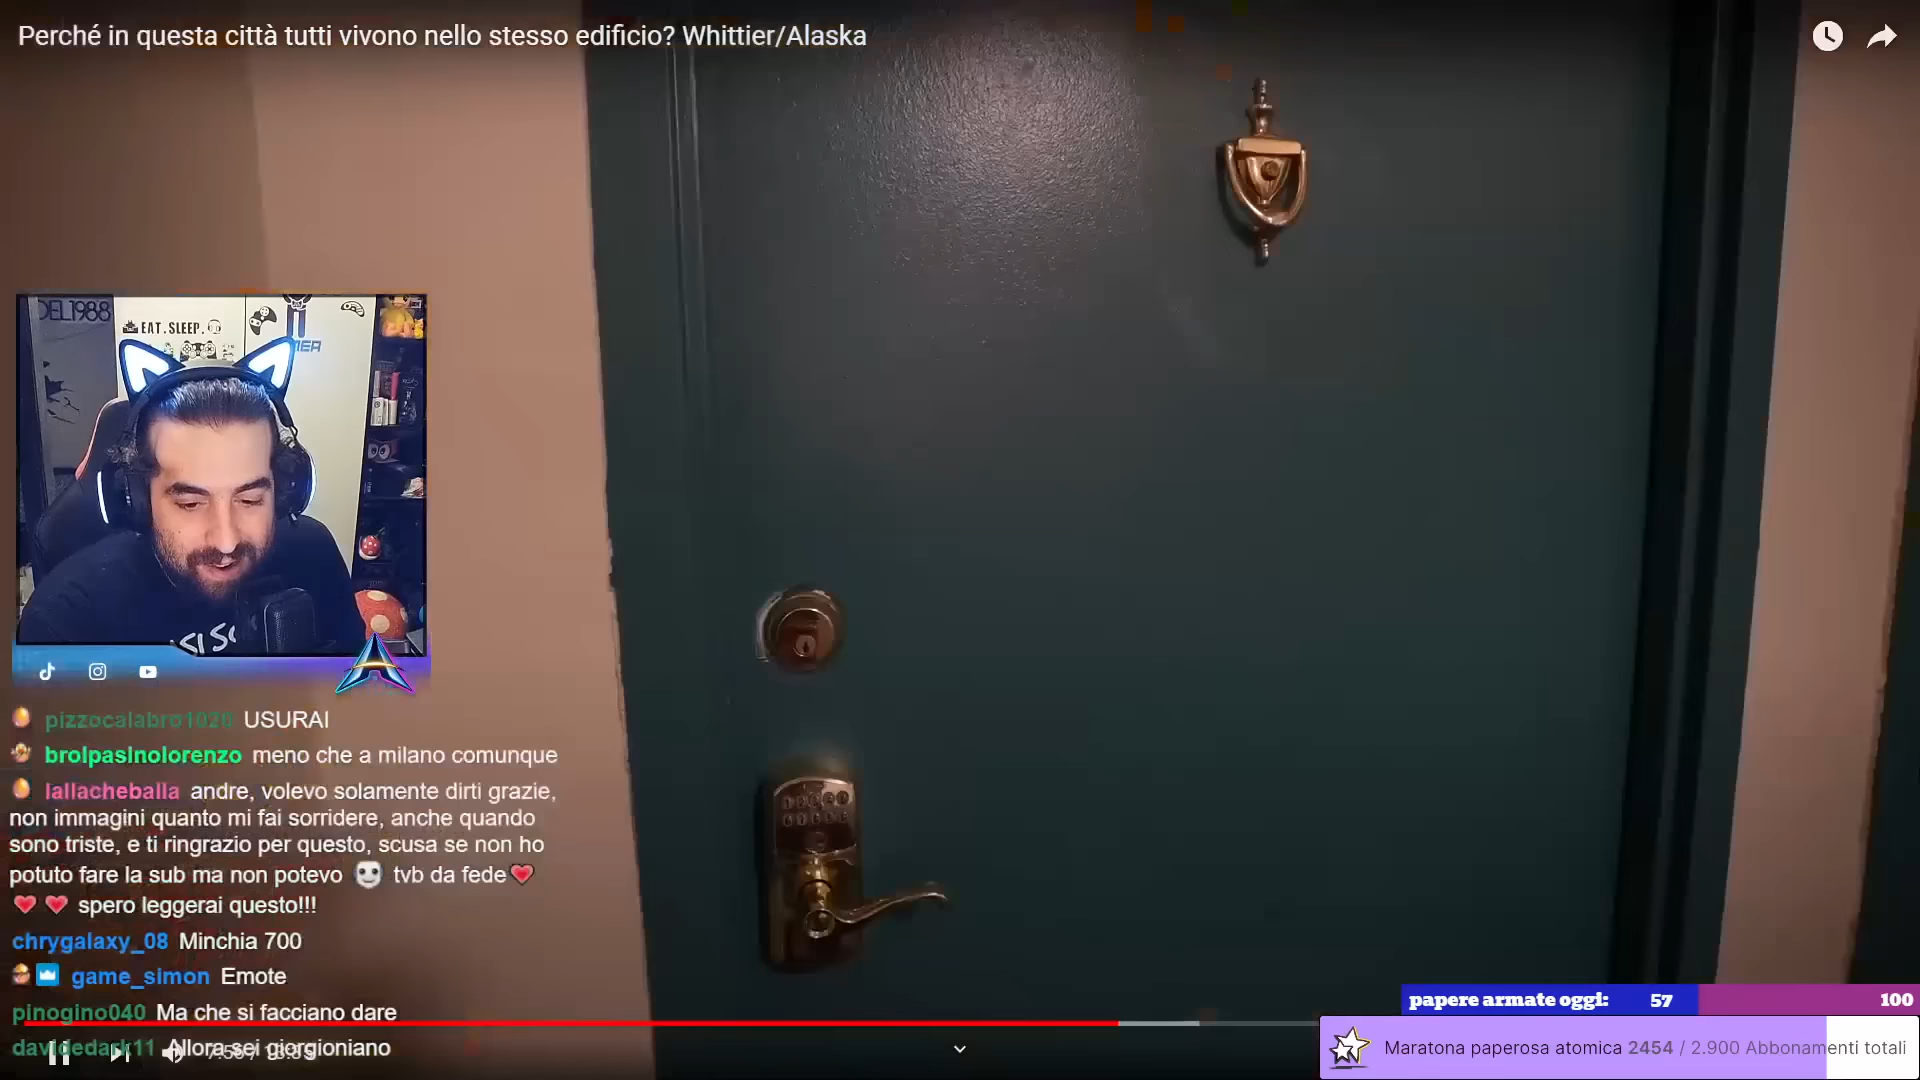 Perché in questa città tutti vivono nello stesso edificio? Whittier/Alaska
DEL1988
EAT.SLEEP.
pizzocalabro1028 USURAI
brolpasinolorenzo meno che a milano comunque
lallacheballa andre, volevo solamente dirti grazie,
non immagini quanto mi fai sorridere, anche quando
sono triste, e ti ringrazio per questo, scusa se non ho
potuto fare la sub ma non potevo tvb da fede❤️
❤️ ❤️ spero leggerai questo!!!
chrygalaxy_08 Minchia 700
game_simon Emote
pinogino040 Ma che si facciano dare
davidedark11 Allora sei giorgioniano
papere armate oggi: 57 100
Maratona paperosa atomica 2454 / 2.900 Abbonamenti totali